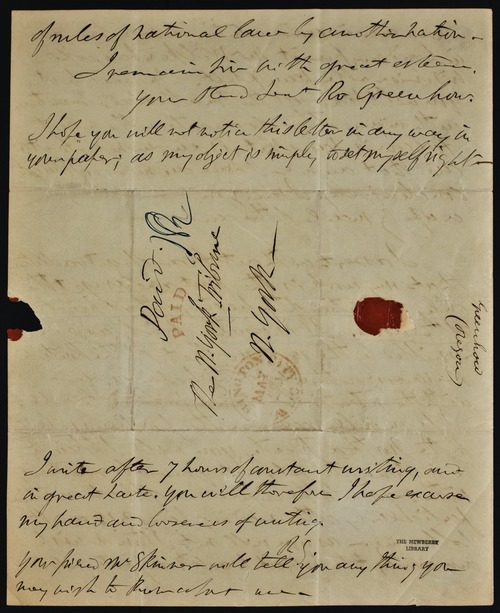 of rules of national law by another nation -
I remain Sir with great esteem,
your Obed Servt Ro Greenhow.
I hope you will not notice this letter in any way in
your paper; as my object is simply to set myself right -
Paid
PAID
The N. York Tribune
N. York
WASHINGTON CITY
MAY
Greenhow
(Oregon)
I write after 7 hours of constant writing, and
in great haste. You will therefore I hope excuse
my hand and looseness of writing.
RG
THE NEWBERRY
LIBRARY
your friend Mr Skinner will tell you any thing you
may wish to know about me -